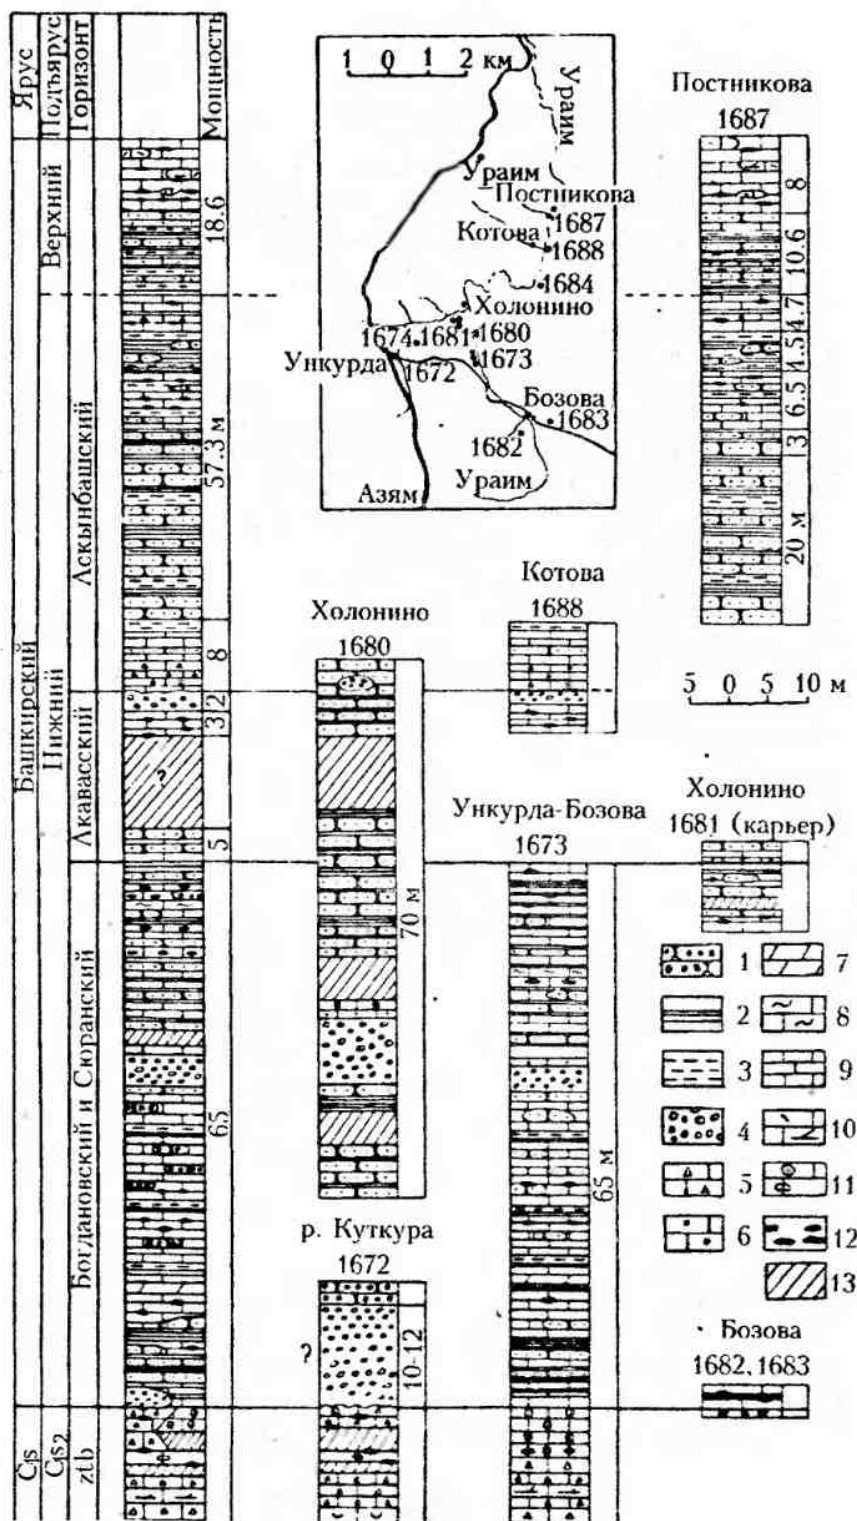 Ярус
Подъярус
Горизонт
Мощность
Башкирский
Верхний
Нижний
Аскынбашский
Акавасский
Богдановский и Сюранский
C₁s
C₁s₂
ztb
18.6
57.3 м
8
3.2
?
5
65
1 0 1 2 км
Ураим
Ураим
Постникова
1687
Котова
1688
1684
Холонино
1674
1681
1680
1673
Ункурда
1672
Бозова
1683
1682
Ураим
Азям
Постникова
1687
8
10.6
4.7
4.5
6.5
13
20 м
Холонино
1680
70 м
Котова
1688
5 0 5 10 м
Ункурда-Бозова
1673
65 м
Холонино
1681 (карьер)
1
7
2
8
3
9
4
10
5
11
6
12
13
р. Куткура
1672
?
10-12
Бозова
1682, 1683